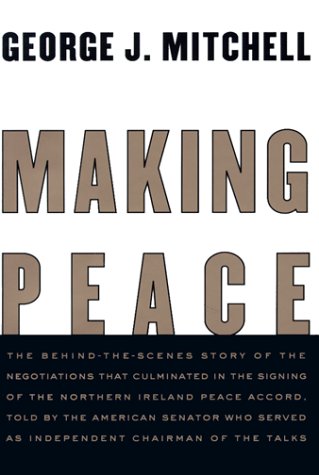 GEORGE J. MITCHELL
MAKING
PEACE
THE BEHIND-THE-SCENES STORY OF THE
NEGOTIATIONS THAT CULMINATED IN THE SIGNING
OF THE NORTHERN IRELAND PEACE ACCORD,
TOLD BY THE AMERICAN SENATOR WHO SERVED
AS INDEPENDENT CHAIRMAN OF THE TALKS